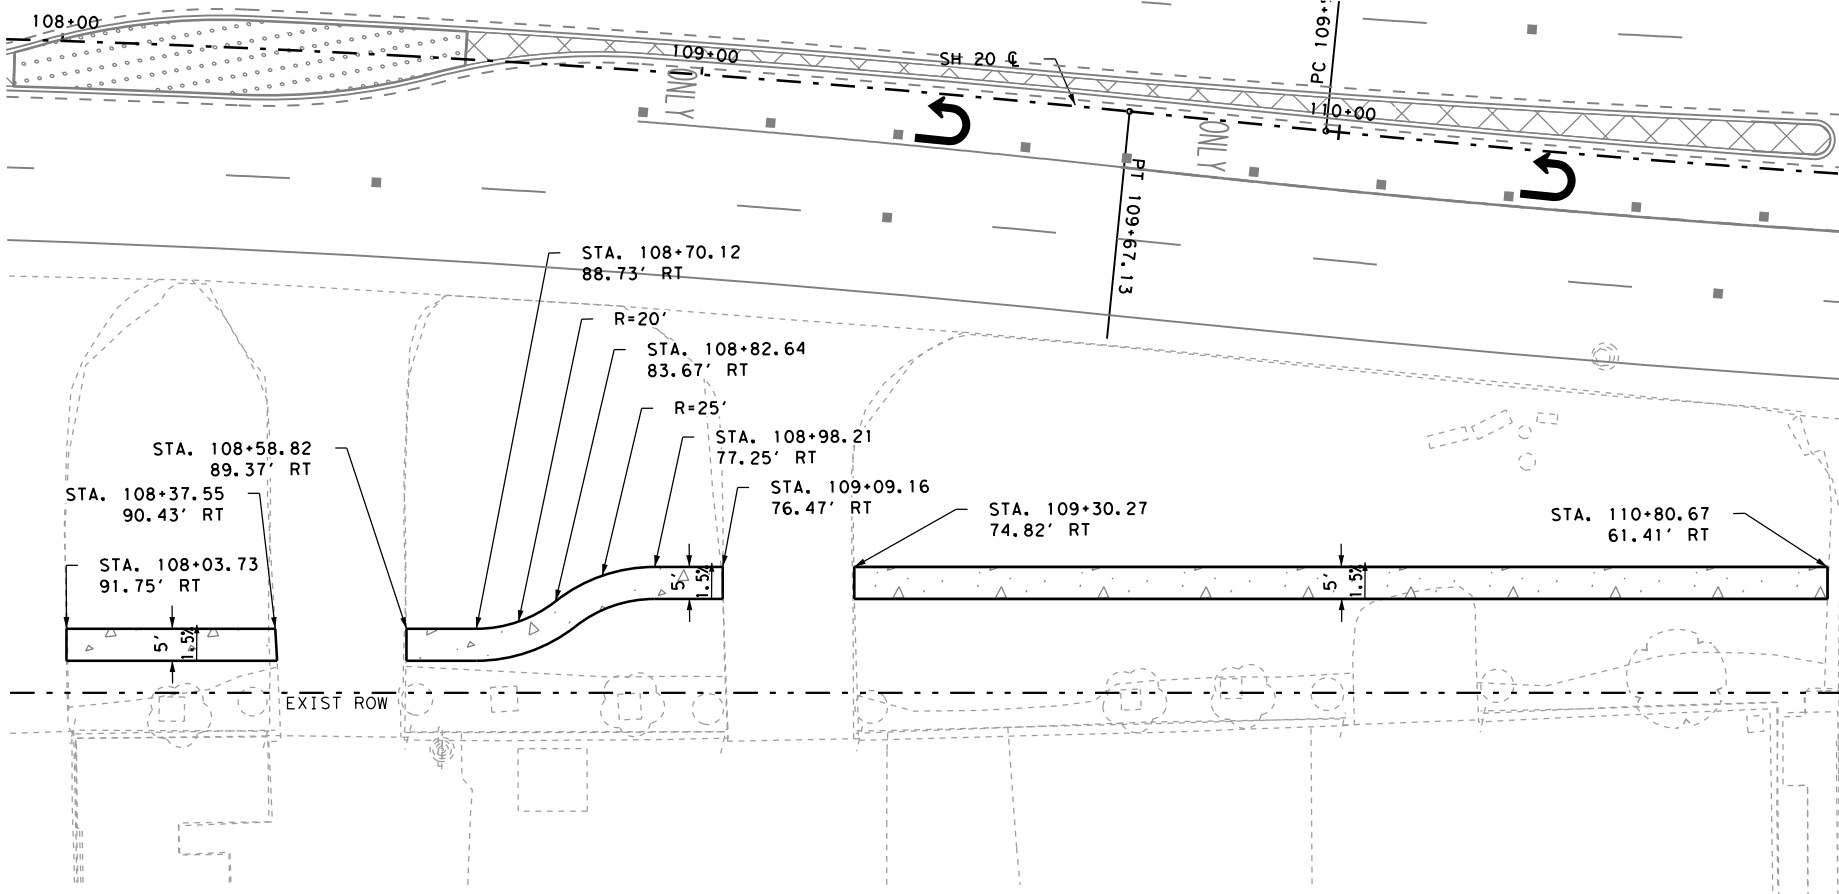 108+00
109+00
SH 20 ℄
PC 109+
110+00
ONLY
ONLY
PT 109+67.13
STA. 108+70.12
88.73' RT
R=20'
STA. 108+82.64
83.67' RT
R=25'
STA. 108+98.21
77.25' RT
STA. 108+58.82
89.37' RT
STA. 108+37.55
90.43' RT
STA. 109+09.16
76.47' RT
STA. 109+30.27
74.82' RT
STA. 110+80.67
61.41' RT
STA. 108+03.73
91.75' RT
5'
1.5%
5'
1.5%
5'
1.5%
EXIST ROW